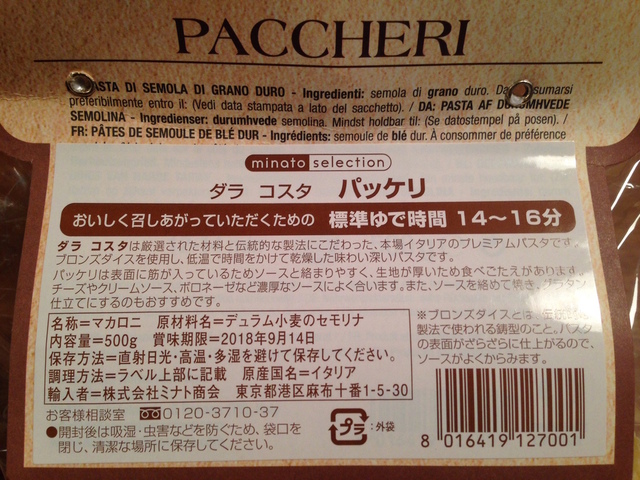 PACCHERI
PASTA DI SEMOLA DI GRANO DURO - Ingredienti: semola di grano duro. Da consumarsi
preferibilmente entro il: (Vedi data stampata a lato del sacchetto). / DA: PASTA AF DURUMHVEDE
SEMOLINA - Ingredienser: durumhvede semolina. Mindst holdbar til: (Se datostempel på posen). /
FR: PÂTES DE SEMOULE DE BLÉ DUR - Ingrédients: semoule de blé dur. À consommer de préférence
minato selection
ダラ コスタ パッケリ
おいしく召しあがっていただくための 標準ゆで時間 14〜16分
ダラ コスタは厳選された材料と伝統的な製法にこだわった、本場イタリアのプレミアムパスタです。
ブロンズダイスを使用し、低温で時間をかけて乾燥した味わい深いパスタです。
パッケリは表面に筋が入っているためソースと絡まりやすく、生地が厚いため食べごたえがあります。
チーズやクリームソース、ボロネーゼなど濃厚なソースによく合います。また、ソースを絡めて焼き、グラタン
仕立てにするのもおすすめです。
名称=マカロニ 原材料名=デュラム小麦のセモリナ
内容量=500g 賞味期限=2018年9月14日
保存方法=直射日光・高温・多湿を避けて保存してください。
調理方法=ラベル上部に記載 原産国名=イタリア
輸入者=株式会社ミナト商会 東京都港区麻布十番1-5-30
※ブロンズダイスとは、伝統的な
製法で使われる鋳型のこと。パスタ
の表面がざらざらに仕上がるので、
ソースがよくからみます。
お客様相談室 0120-3710-37
●開封後は吸湿・虫害などを防ぐため、袋口を
閉じ、清潔な場所に保存してください。
プラ :外袋
8 016419 127001